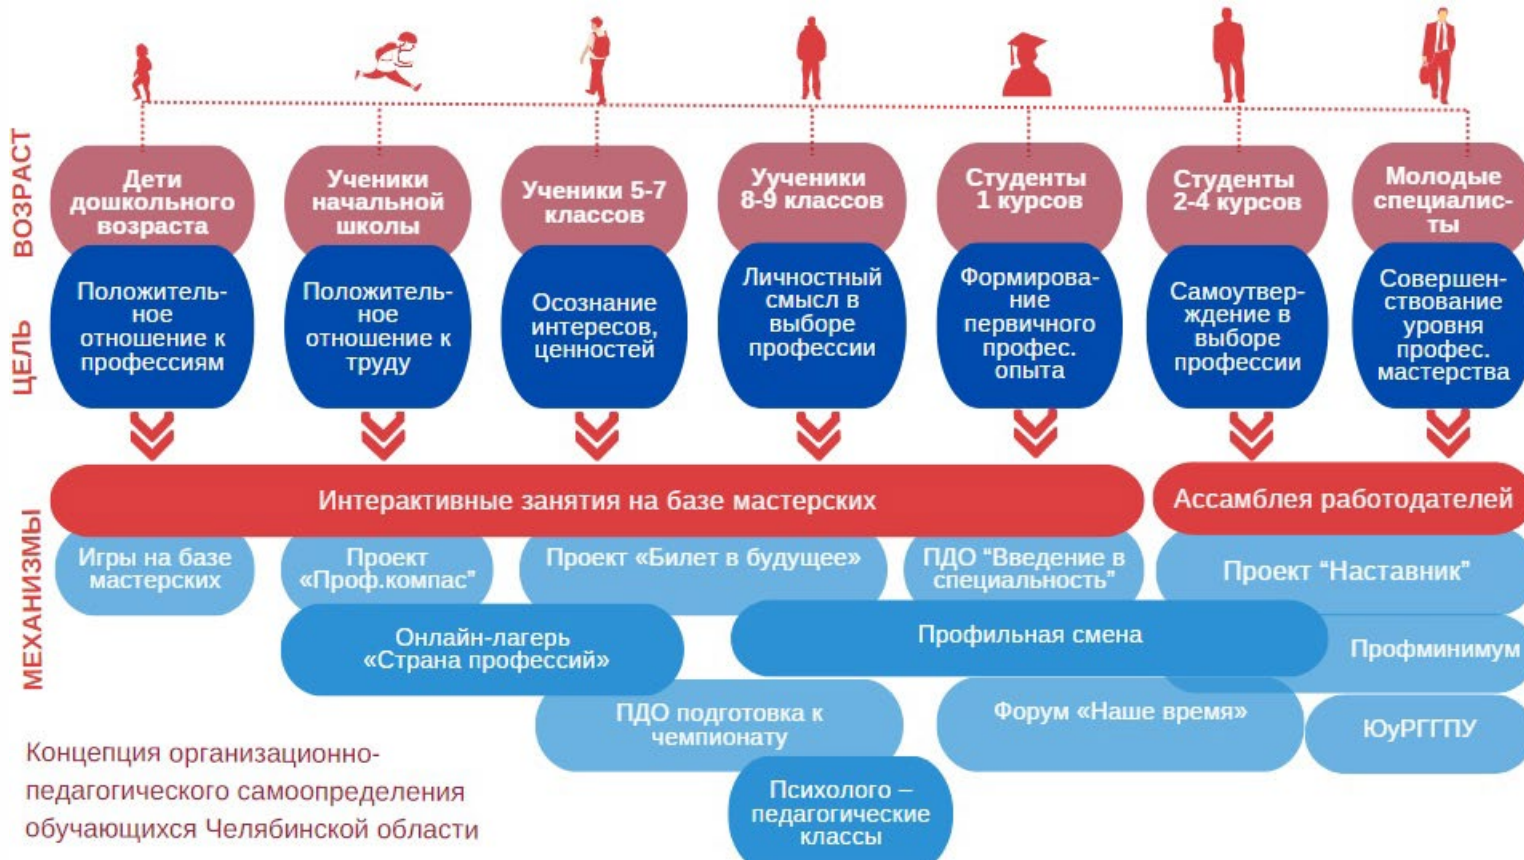 ВОЗРАСТ
Дети
дошкольного
возраста
Ученики
начальной
школы
Ученики 5-7
классов
Уученики
8-9 классов
Студенты
1 курсов
Студенты
2-4 курсов
Молодые
специалис-
ты
ЦЕЛЬ
Положитель-
ное
отношение к
профессиям
Положитель-
ное
отношение к
труду
Осознание
интересов,
ценностей
Личностный
смысл в
выборе
профессии
Формирова-
ние
первичного
профес.
опыта
Самоутвер-
ждение в
выборе
профессии
Совершен-
ствование
уровня
профес.
мастерства
МЕХАНИЗМЫ
Интерактивные занятия на базе мастерских
Ассамблея работодателей
Игры на базе
мастерских
Проект
«Проф.компас”
Проект «Билет в будущее»
ПДО “Введение в
специальность”
Проект “Наставник”
Онлайн-лагерь
«Страна профессий»
Профильная смена
Профминимум
ПДО подготовка к
чемпионату
Форум «Наше время»
ЮуРГГПУ
Психолого –
педагогические
классы
Концепция организационно-
педагогического самоопределения
обучающихся Челябинской области